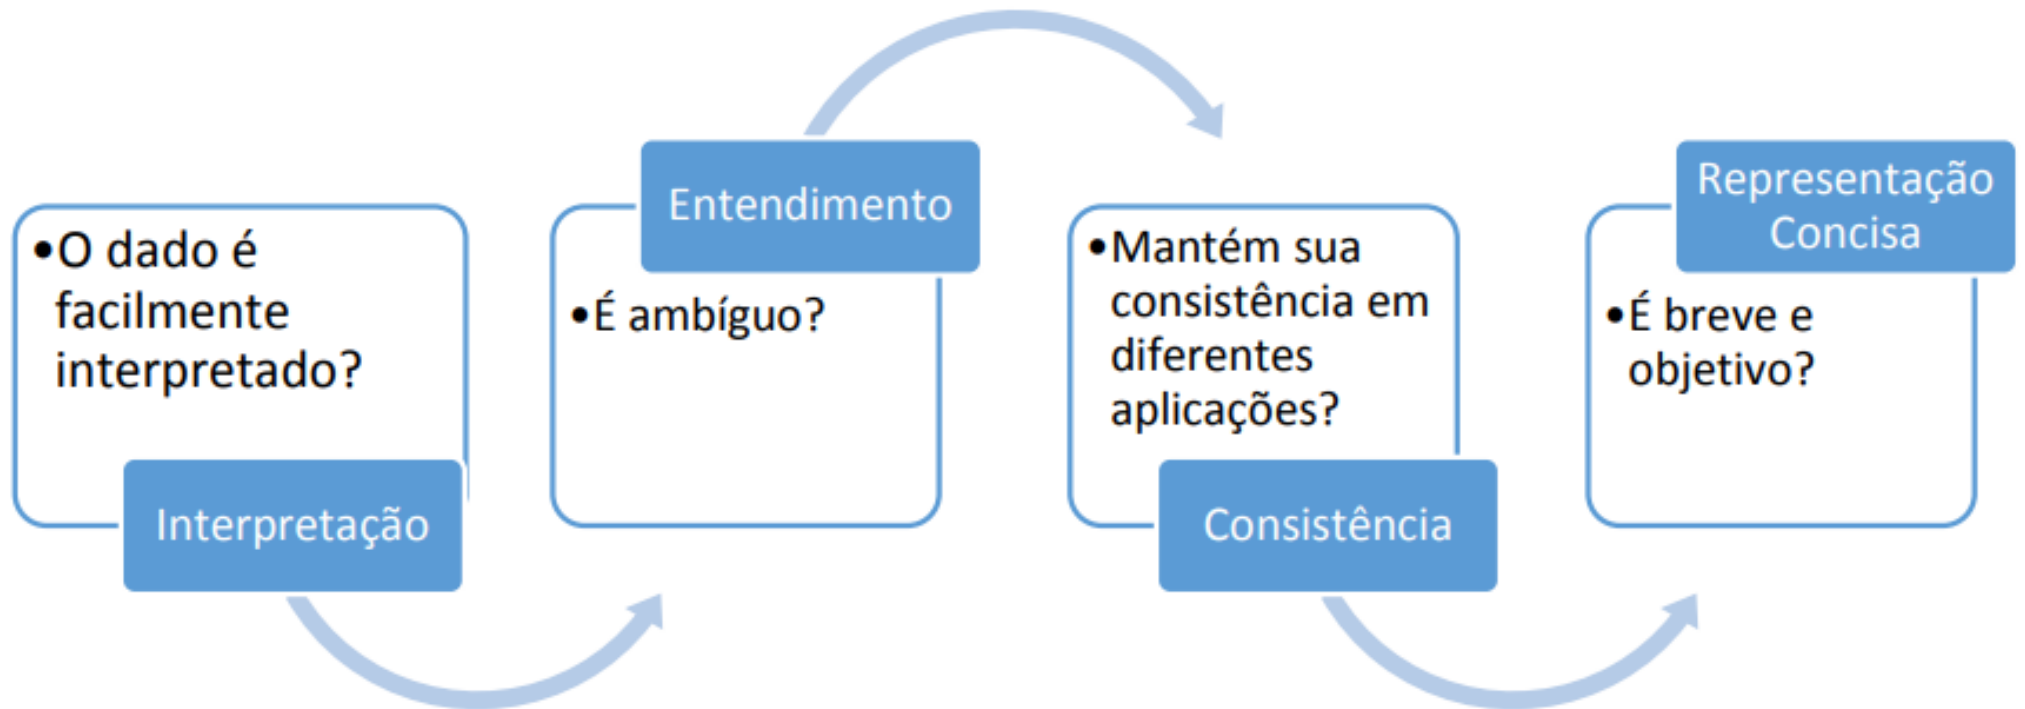 •O dado é
facilmente
interpretado?
Interpretação
Entendimento
•É ambíguo?
•Mantém sua
consistência em
diferentes
aplicações?
Consistência
Representação
Concisa
•É breve e
objetivo?